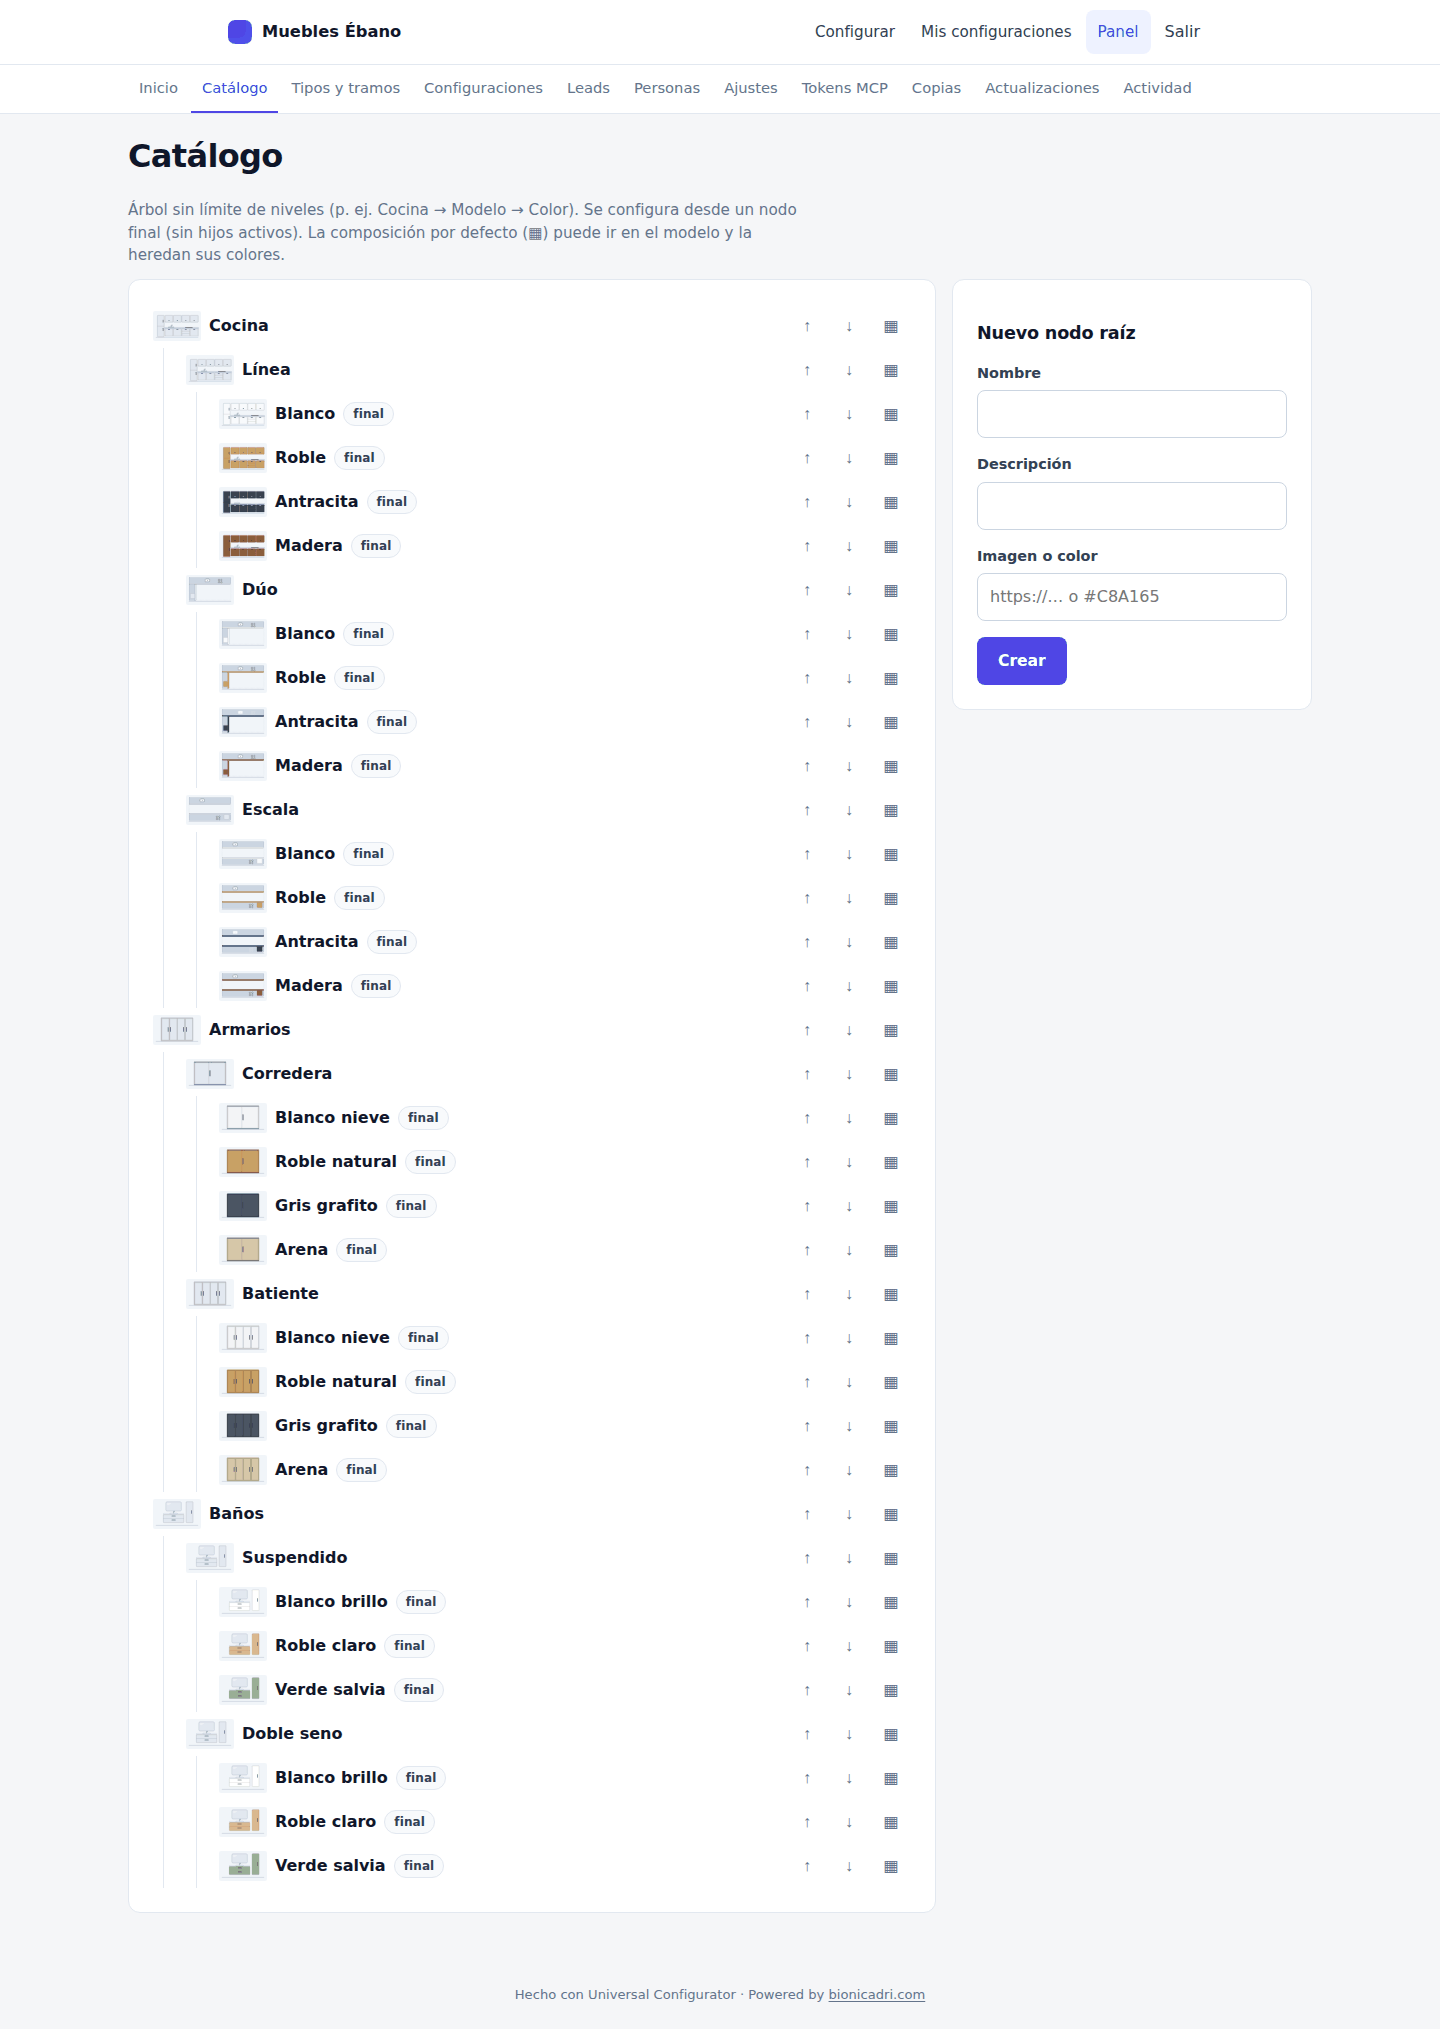 Muebles Ébano
Configurar Mis configuraciones Panel Salir
Inicio Catálogo Tipos y tramos Configuraciones Leads Personas Ajustes Tokens MCP Copias Actualizaciones Actividad
Catálogo
Árbol sin límite de niveles (p. ej. Cocina → Modelo → Color). Se configura desde un nodo
final (sin hijos activos). La composición por defecto (▦) puede ir en el modelo y la
heredan sus colores.
Cocina ↑ ↓ ▦
Línea ↑ ↓ ▦
Blanco final ↑ ↓ ▦
Roble final ↑ ↓ ▦
Antracita final ↑ ↓ ▦
Madera final ↑ ↓ ▦
Dúo ↑ ↓ ▦
Blanco final ↑ ↓ ▦
Roble final ↑ ↓ ▦
Antracita final ↑ ↓ ▦
Madera final ↑ ↓ ▦
Escala ↑ ↓ ▦
Blanco final ↑ ↓ ▦
Roble final ↑ ↓ ▦
Antracita final ↑ ↓ ▦
Madera final ↑ ↓ ▦
Armarios ↑ ↓ ▦
Corredera ↑ ↓ ▦
Blanco nieve final ↑ ↓ ▦
Roble natural final ↑ ↓ ▦
Gris grafito final ↑ ↓ ▦
Arena final ↑ ↓ ▦
Batiente ↑ ↓ ▦
Blanco nieve final ↑ ↓ ▦
Roble natural final ↑ ↓ ▦
Gris grafito final ↑ ↓ ▦
Arena final ↑ ↓ ▦
Baños ↑ ↓ ▦
Suspendido ↑ ↓ ▦
Blanco brillo final ↑ ↓ ▦
Roble claro final ↑ ↓ ▦
Verde salvia final ↑ ↓ ▦
Doble seno ↑ ↓ ▦
Blanco brillo final ↑ ↓ ▦
Roble claro final ↑ ↓ ▦
Verde salvia final ↑ ↓ ▦
Nuevo nodo raíz
Nombre
Descripción
Imagen o color
https://... o #C8A165
Crear
Hecho con Universal Configurator · Powered by bionicadri.com